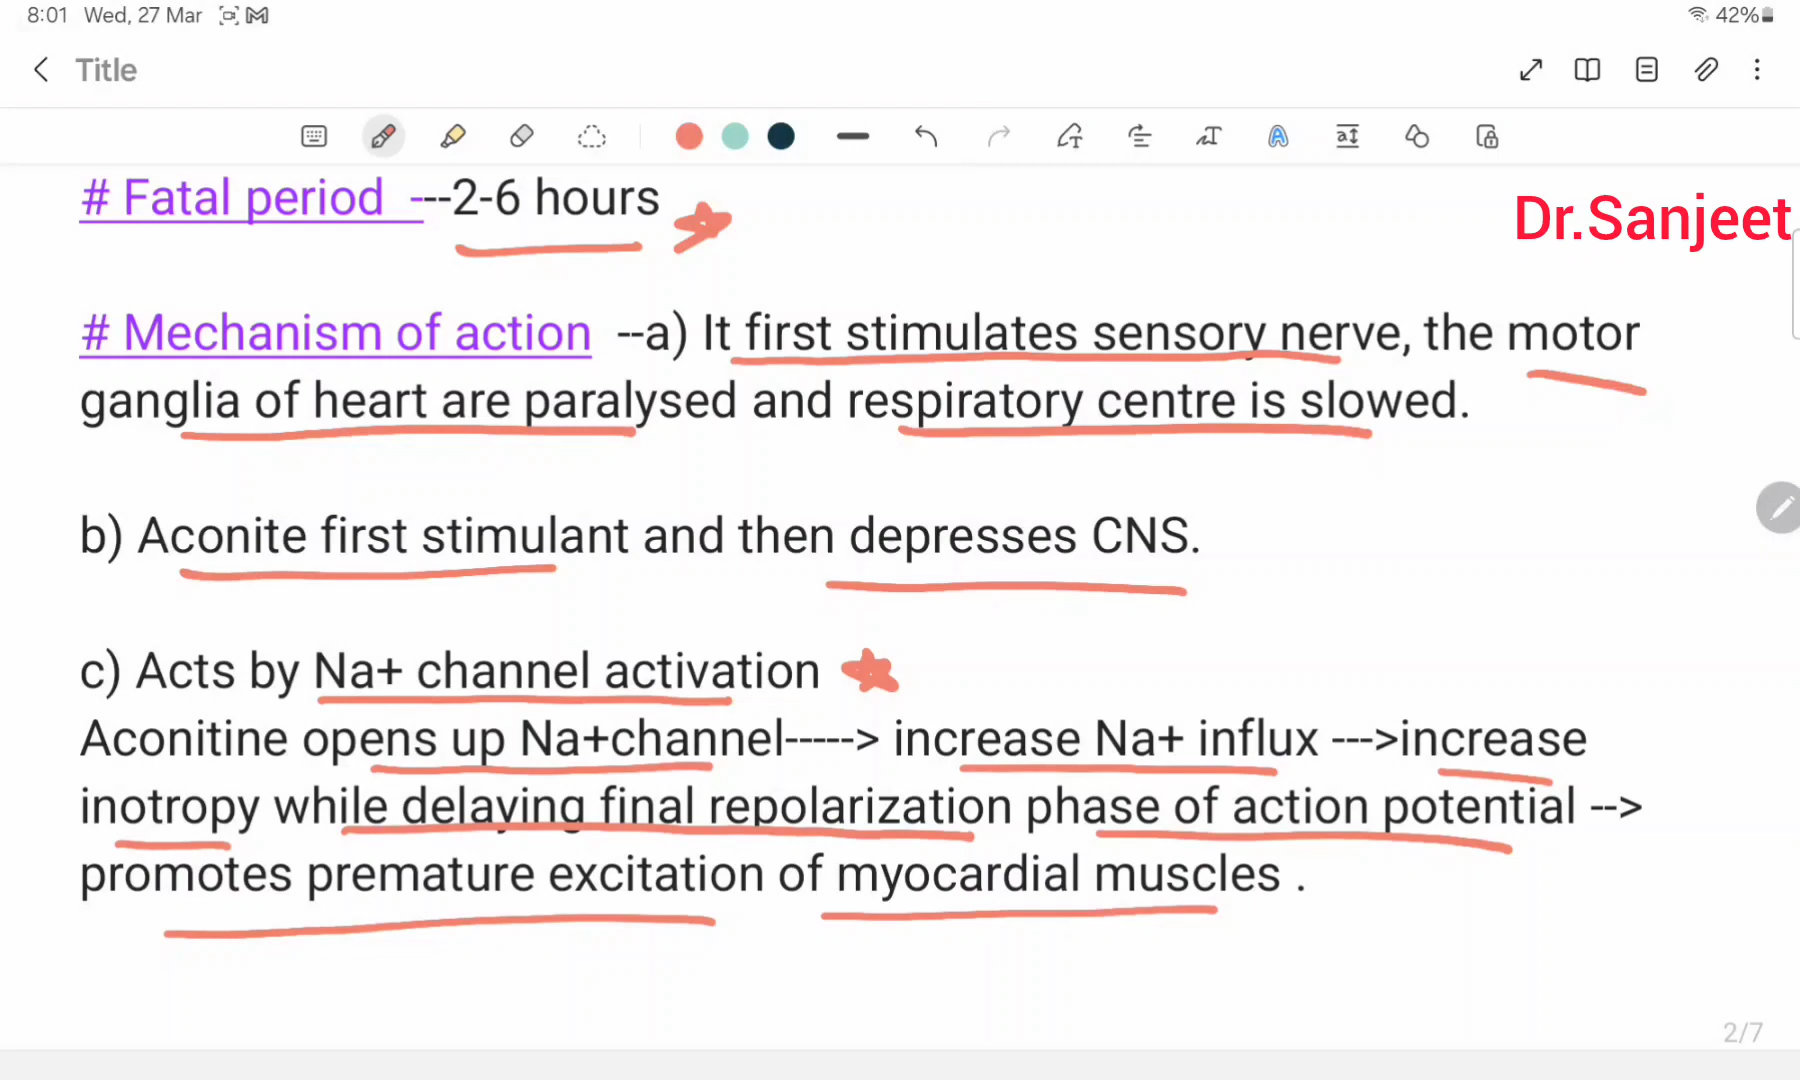 8:01 Wed, 27 Mar
42%
Title
# Fatal period ---2-6 hours
Dr.Sanjeet
# Mechanism of action --a) It first stimulates sensory nerve, the motor
ganglia of heart are paralysed and respiratory centre is slowed.
b) Aconite first stimulant and then depresses CNS.
c) Acts by Na+ channel activation
Aconitine opens up Na+channel-----> increase Na+ influx --->increase
inotropy while delaying final repolarization phase of action potential -->
promotes premature excitation of myocardial muscles .
2/7